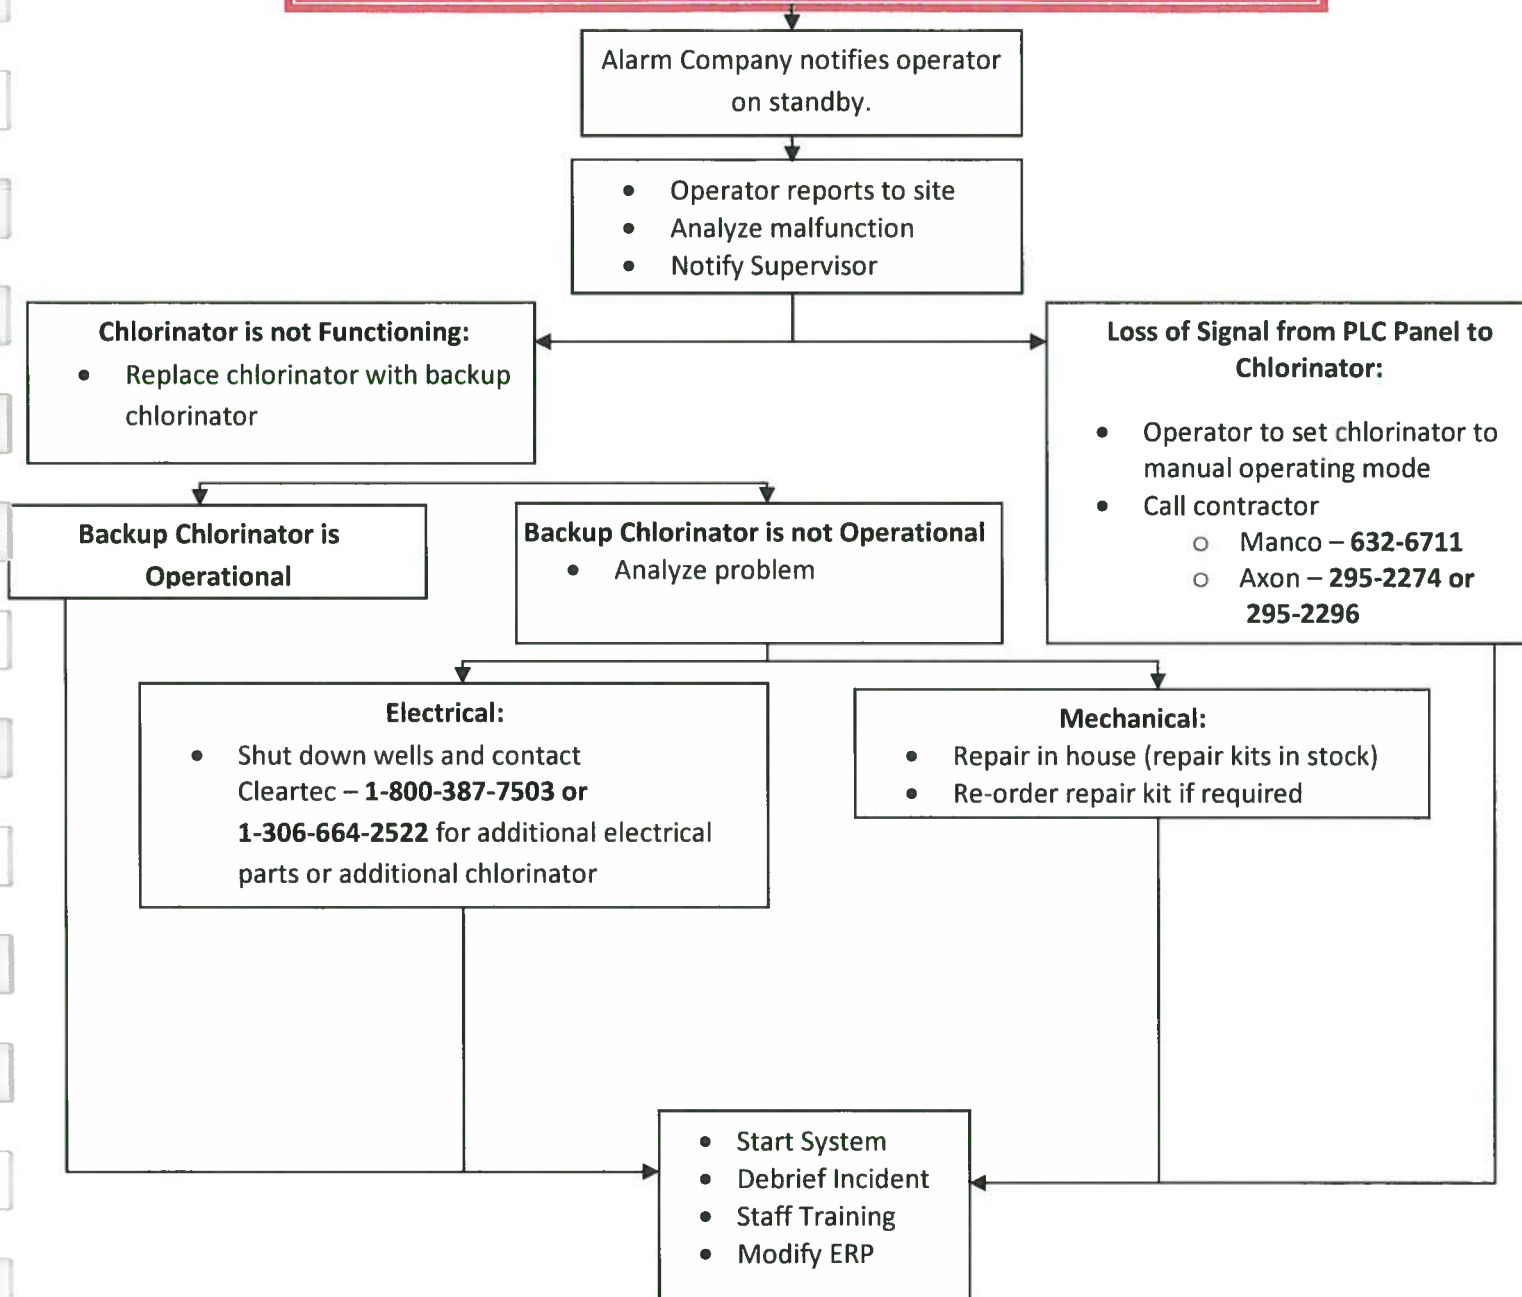 Alarm Company notifies operator
on standby.
• Operator reports to site
• Analyze malfunction
• Notify Supervisor
Chlorinator is not Functioning:
• Replace chlorinator with backup
chlorinator
Loss of Signal from PLC Panel to
Chlorinator:
• Operator to set chlorinator to
manual operating mode
• Call contractor
o Manco – 632-6711
o Axon – 295-2274 or
295-2296
Backup Chlorinator is
Operational
Backup Chlorinator is not Operational
• Analyze problem
Electrical:
• Shut down wells and contact
Cleartec – 1-800-387-7503 or
1-306-664-2522 for additional electrical
parts or additional chlorinator
Mechanical:
• Repair in house (repair kits in stock)
• Re-order repair kit if required
• Start System
• Debrief Incident
• Staff Training
• Modify ERP